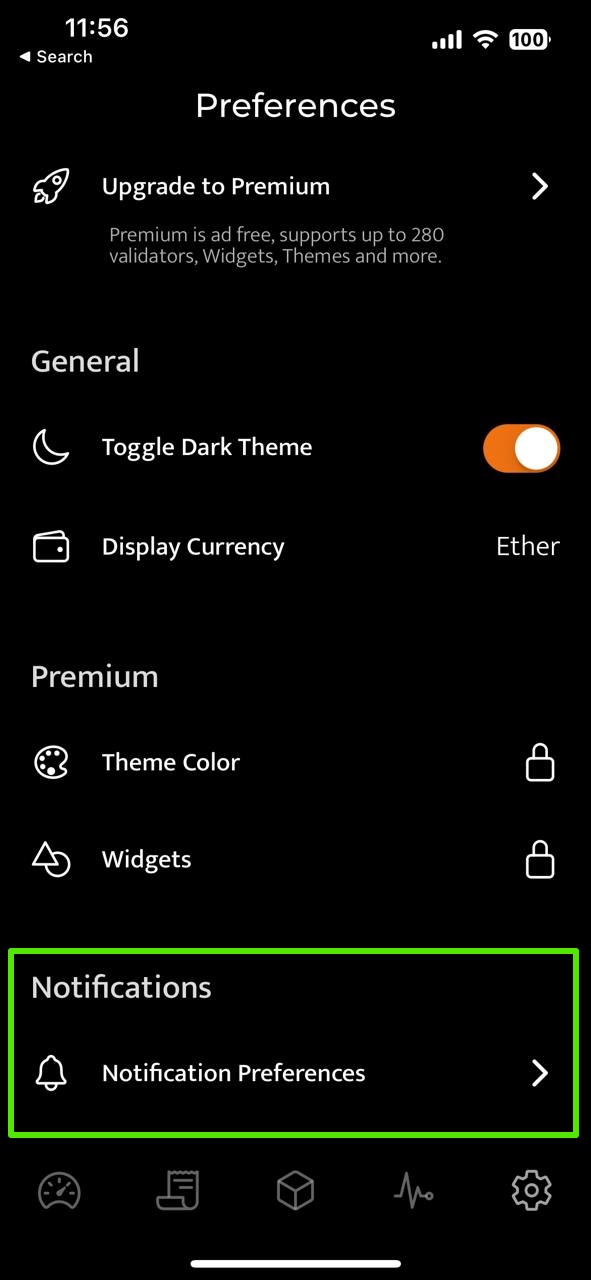 11:56
100
◀ Search
Preferences
Upgrade to Premium
Premium is ad free, supports up to 280
validators, Widgets, Themes and more.
General
Toggle Dark Theme
Display Currency Ether
Premium
Theme Color
Widgets
Notifications
Notification Preferences